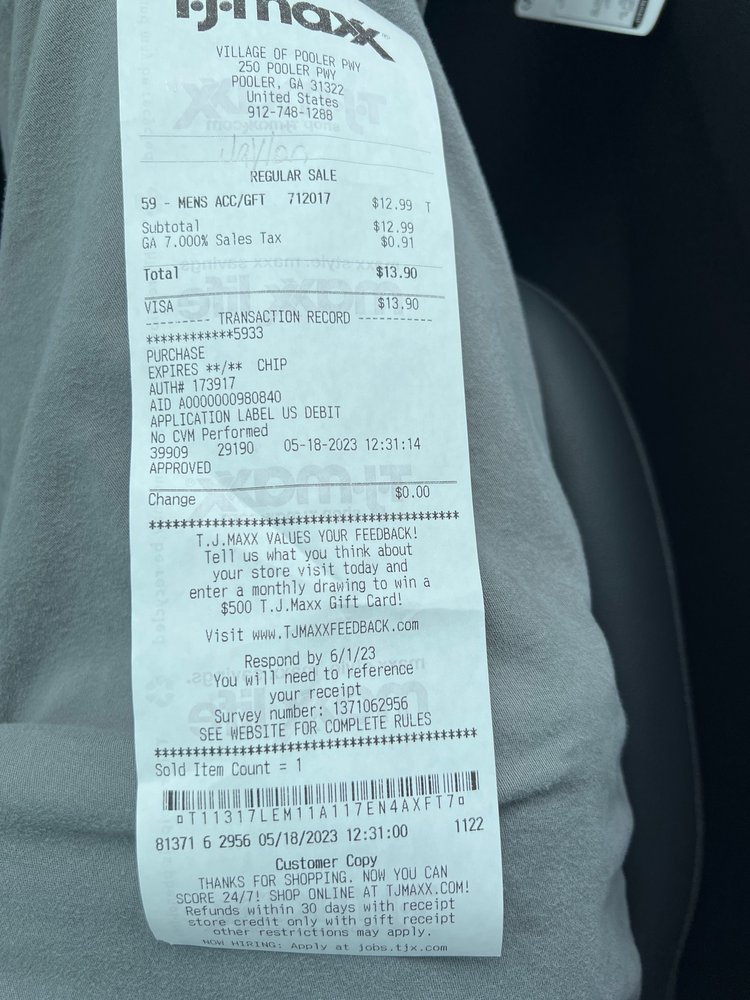 T.J.maxx
VILLAGE OF POOLER PWY
250 POOLER PWY
POOLER, GA 31322
United States
912-748-1288
Jaylon
REGULAR SALE
59 - MENS ACC/GFT 712017 $12.99 T
Subtotal $12.99
GA 7.000% Sales Tax $0.91
Total $13.90
VISA $13.90
---------- TRANSACTION RECORD ------------
************5933
PURCHASE
EXPIRES **/** CHIP
AUTH# 173917
AID A0000000980840
APPLICATION LABEL US DEBIT
No CVM Performed
39909 29190 05-18-2023 12:31:14
APPROVED
Change $0.00
******************************************
T.J.MAXX VALUES YOUR FEEDBACK!
Tell us what you think about
your store visit today and
enter a monthly drawing to win a
$500 T.J.Maxx Gift Card!
Visit www.TJMAXXFEEDBACK.com
Respond by 6/1/23
You will need to reference
your receipt
Survey number: 1371062956
SEE WEBSITE FOR COMPLETE RULES
******************************************
Sold Item Count = 1
¤T11317LEM11A117EN4AXFT7¤
81371 6 2956 05/18/2023 12:31:00 1122
Customer Copy
THANKS FOR SHOPPING. NOW YOU CAN
SCORE 24/7! SHOP ONLINE AT TJMAXX.COM!
Refunds within 30 days with receipt
store credit only with gift receipt
other restrictions may apply.
NOW HIRING: Apply at jobs.tjx.com